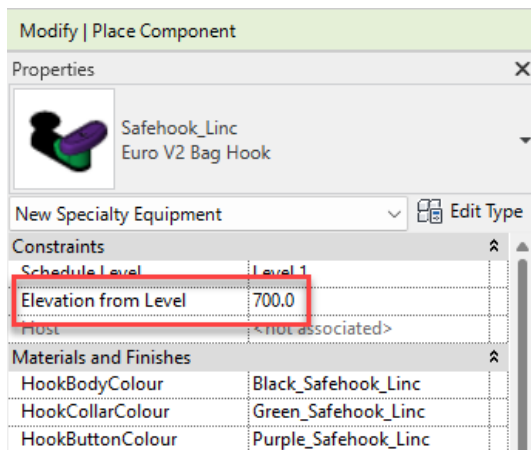 Modify | Place Component
Properties
Safehook_Linc
Euro V2 Bag Hook
New Specialty Equipment Edit Type
Constraints
Schedule Level Level 1
Elevation from Level 700.0
Host <not associated>
Materials and Finishes
HookBodyColour Black_Safehook_Linc
HookCollarColour Green_Safehook_Linc
HookButtonColour Purple_Safehook_Linc